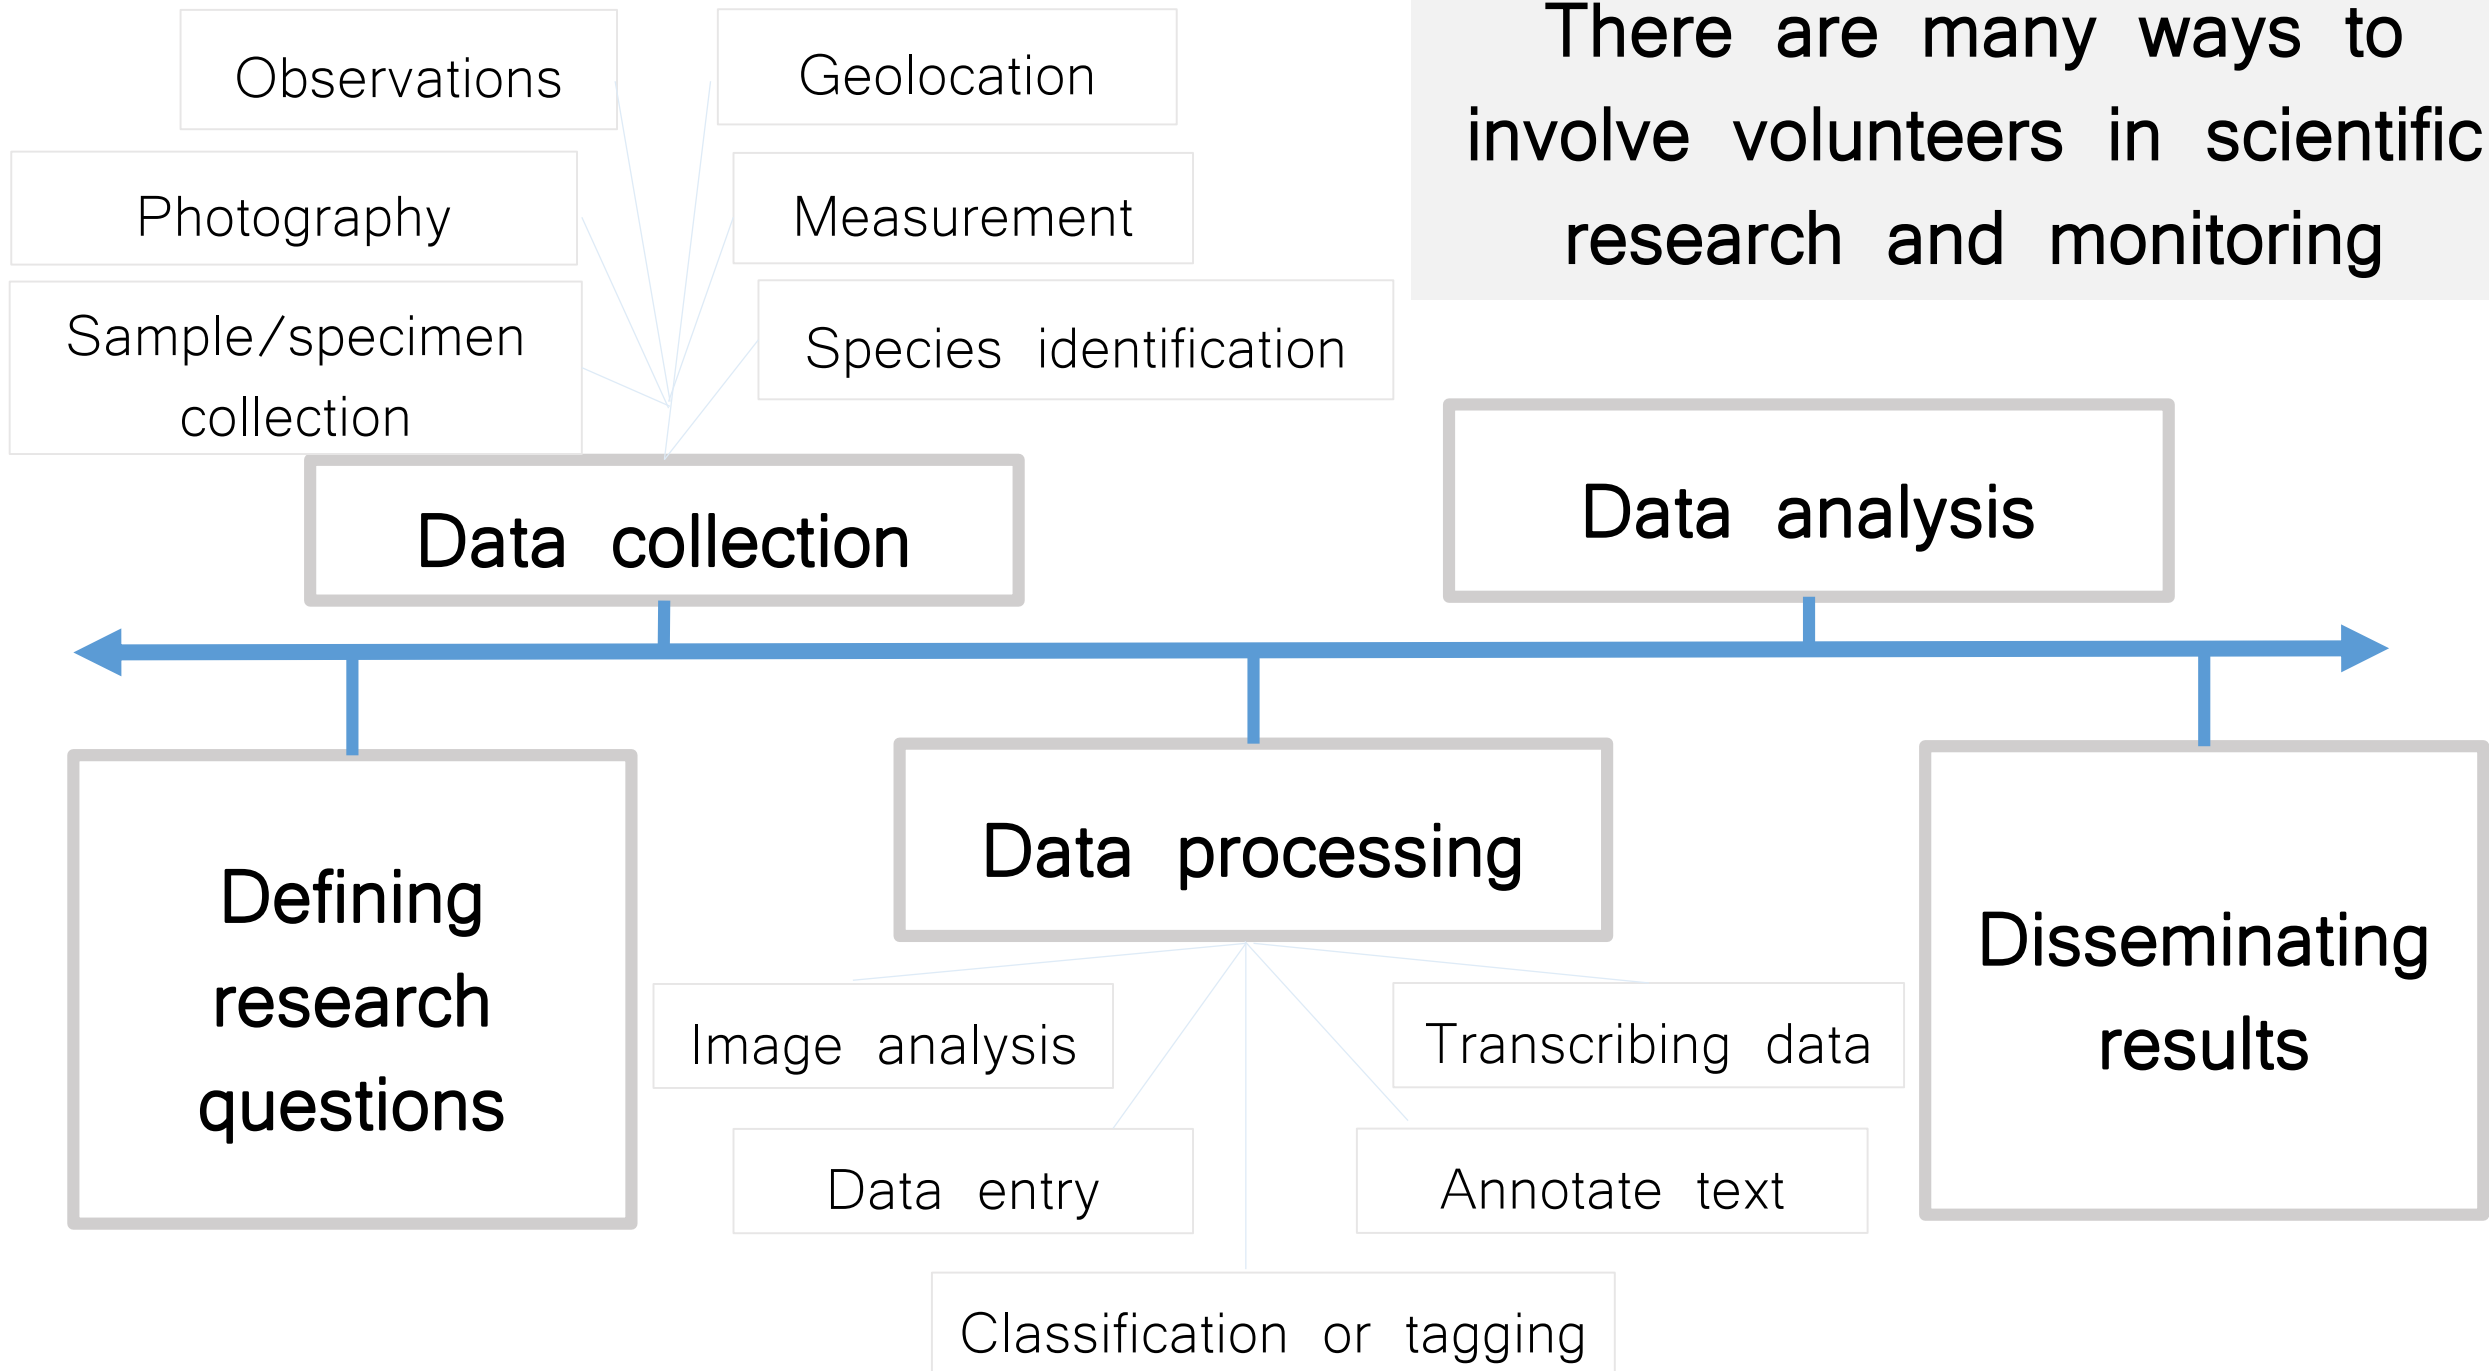 There are many ways to
involve volunteers in scientific
research and monitoring
Observations
Geolocation
Photography
Measurement
Sample/specimen
collection
Species identification
Data collection
Data analysis
Defining
research
questions
Data processing
Disseminating
results
Image analysis
Transcribing data
Data entry
Annotate text
Classification or tagging